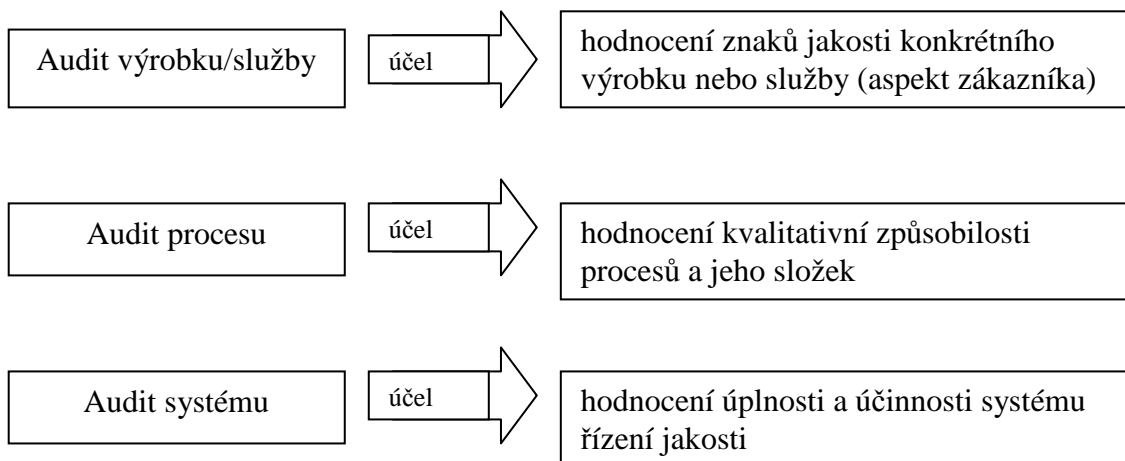 Audit výrobku/služby
účel
hodnocení znaků jakosti konkrétního
výrobku nebo služby (aspekt zákazníka)
Audit procesu
účel
hodnocení kvalitativní způsobilosti
procesů a jeho složek
Audit systému
účel
hodnocení úplnosti a účinnosti systému
řízení jakosti